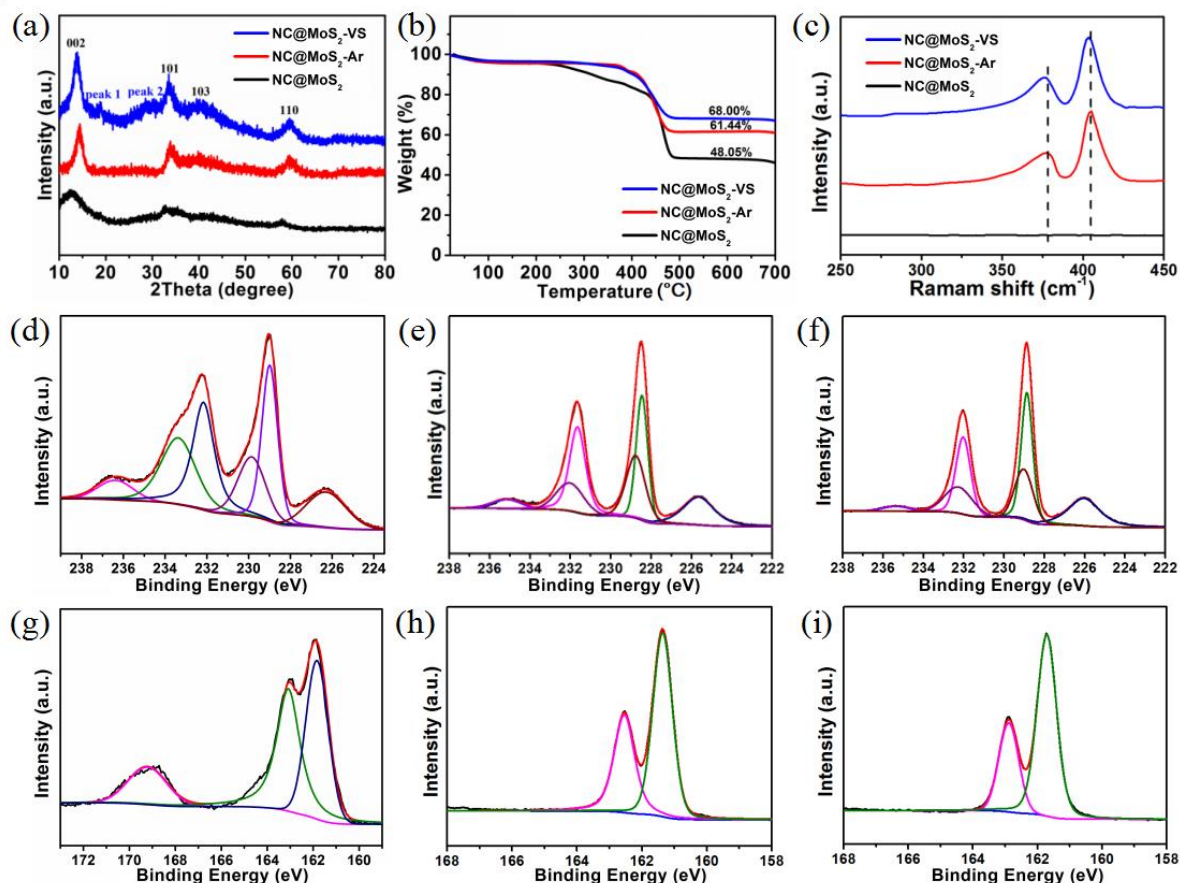 (a)
002
NC@MoS2-VS
NC@MoS2-Ar
NC@MoS2
peak 1
peak 2
101
103
110
Intensity (a.u.)
10 20 30 40 50 60 70 80
2Theta (degree)
(b)
100
80
60
40
20
0
Weight (%)
68.00%
61.44%
48.05%
NC@MoS2-VS
NC@MoS2-Ar
NC@MoS2
100 200 300 400 500 600 700
Temperature (°C)
(c)
NC@MoS2-VS
NC@MoS2-Ar
NC@MoS2
Intensity (a.u.)
250 300 350 400 450
Ramam shift (cm-1)
(d)
Intensity (a.u.)
238 236 234 232 230 228 226 224
Binding Energy (eV)
(e)
Intensity (a.u.)
238 236 234 232 230 228 226 224 222
Binding Energy (eV)
(f)
Intensity (a.u.)
238 236 234 232 230 228 226 224 222
Binding Energy (eV)
(g)
Intensity (a.u.)
172 170 168 166 164 162 160
Binding Energy (eV)
(h)
Intensity (a.u.)
168 166 164 162 160 158
Binding Energy (eV)
(i)
Intensity (a.u.)
168 166 164 162 160 158
Binding Energy (eV)